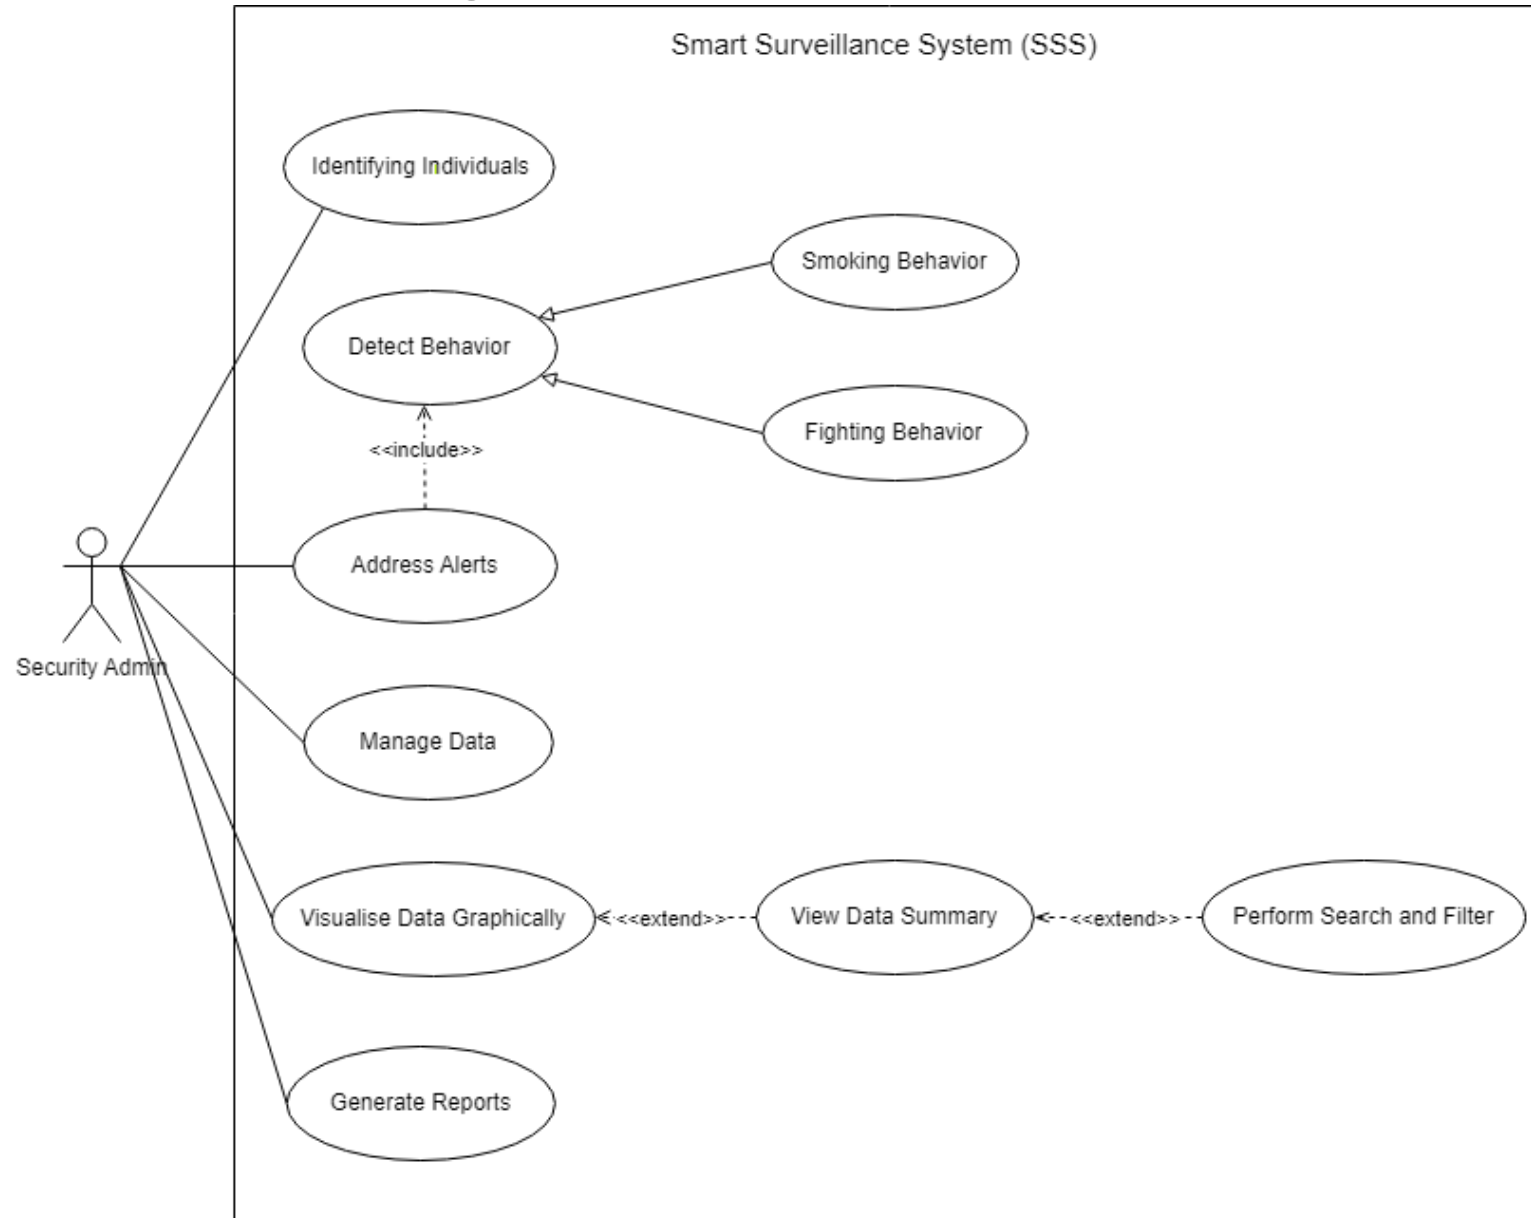 Smart Surveillance System (SSS)
Identifying Individuals
Smoking Behavior
Detect Behavior
Fighting Behavior
<<include>>
Address Alerts
Security Admin
Manage Data
Visualise Data Graphically
<<extend>>
View Data Summary
<<extend>>
Perform Search and Filter
Generate Reports